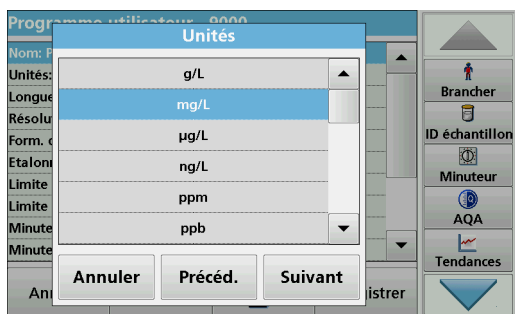 Programme utilisateur 9000
Unités
Nom: P
Unités:
Longue
Résolu
Form. c
Etalon
Limite
Limite
Minute
Minute
g/L
mg/L
µg/L
ng/L
ppm
ppb
Annuler
Précéd.
Suivant
An
istrer
Brancher
ID échantillon
Minuteur
AQA
Tendances